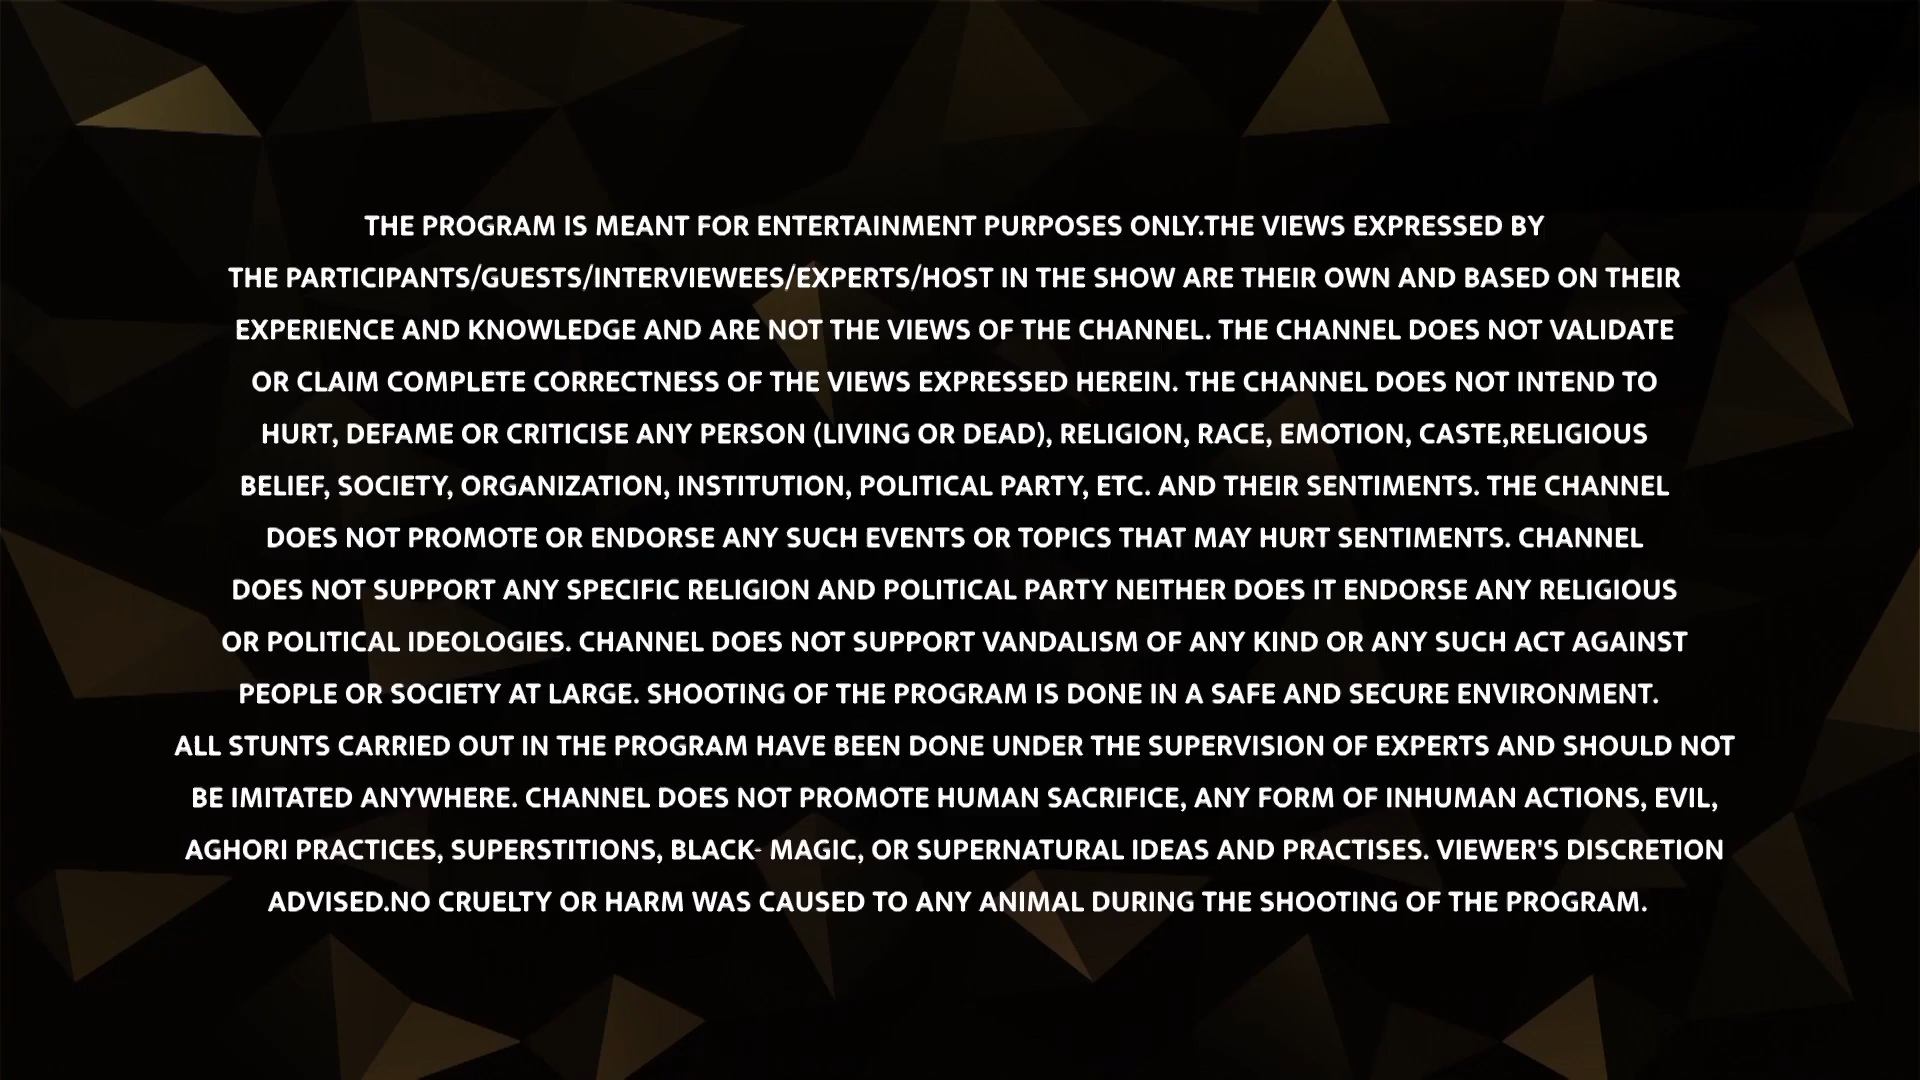 THE PROGRAM IS MEANT FOR ENTERTAINMENT PURPOSES ONLY.THE VIEWS EXPRESSED BY
THE PARTICIPANTS/GUESTS/INTERVIEWEES/EXPERTS/HOST IN THE SHOW ARE THEIR OWN AND BASED ON THEIR
EXPERIENCE AND KNOWLEDGE AND ARE NOT THE VIEWS OF THE CHANNEL. THE CHANNEL DOES NOT VALIDATE
OR CLAIM COMPLETE CORRECTNESS OF THE VIEWS EXPRESSED HEREIN. THE CHANNEL DOES NOT INTEND TO
HURT, DEFAME OR CRITICISE ANY PERSON (LIVING OR DEAD), RELIGION, RACE, EMOTION, CASTE,RELIGIOUS
BELIEF, SOCIETY, ORGANIZATION, INSTITUTION, POLITICAL PARTY, ETC. AND THEIR SENTIMENTS. THE CHANNEL
DOES NOT PROMOTE OR ENDORSE ANY SUCH EVENTS OR TOPICS THAT MAY HURT SENTIMENTS. CHANNEL
DOES NOT SUPPORT ANY SPECIFIC RELIGION AND POLITICAL PARTY NEITHER DOES IT ENDORSE ANY RELIGIOUS
OR POLITICAL IDEOLOGIES. CHANNEL DOES NOT SUPPORT VANDALISM OF ANY KIND OR ANY SUCH ACT AGAINST
PEOPLE OR SOCIETY AT LARGE. SHOOTING OF THE PROGRAM IS DONE IN A SAFE AND SECURE ENVIRONMENT.
ALL STUNTS CARRIED OUT IN THE PROGRAM HAVE BEEN DONE UNDER THE SUPERVISION OF EXPERTS AND SHOULD NOT
BE IMITATED ANYWHERE. CHANNEL DOES NOT PROMOTE HUMAN SACRIFICE, ANY FORM OF INHUMAN ACTIONS, EVIL,
AGHORI PRACTICES, SUPERSTITIONS, BLACK- MAGIC, OR SUPERNATURAL IDEAS AND PRACTISES. VIEWER'S DISCRETION
ADVISED.NO CRUELTY OR HARM WAS CAUSED TO ANY ANIMAL DURING THE SHOOTING OF THE PROGRAM.